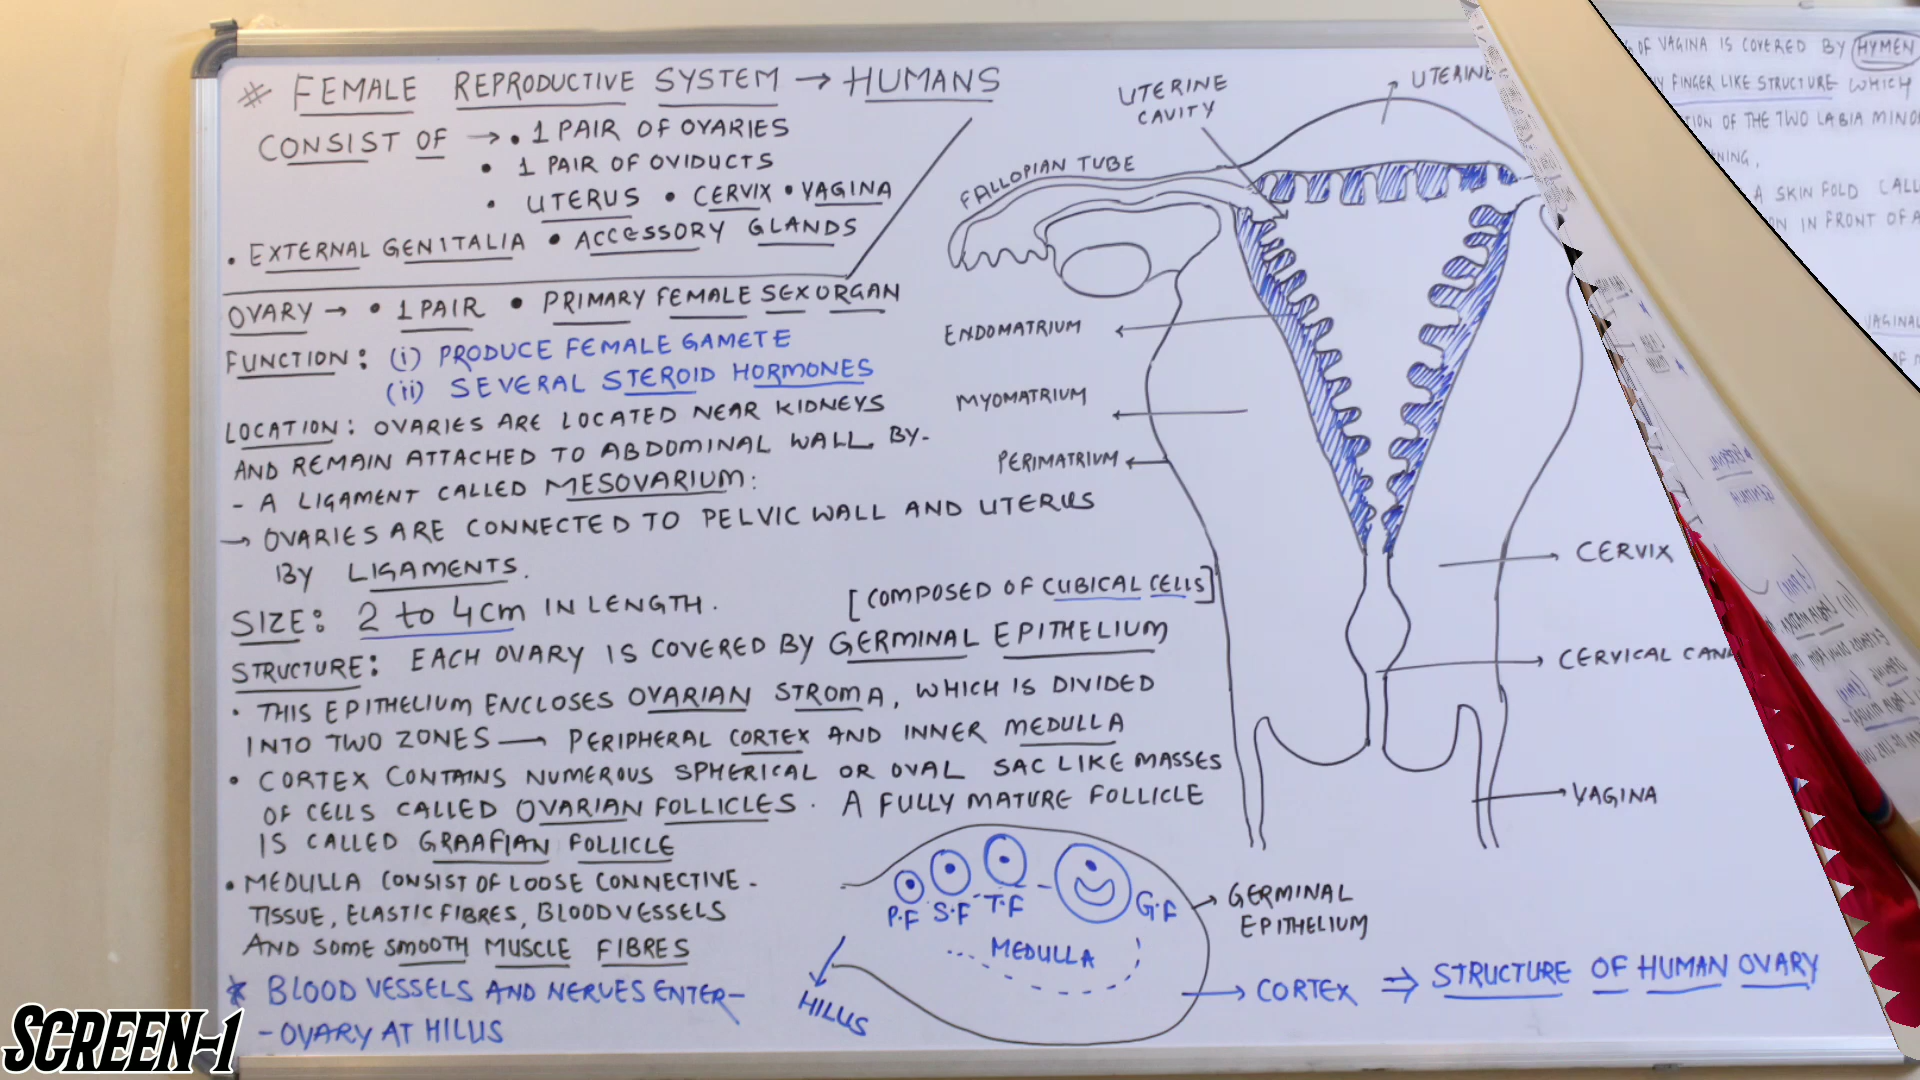 # FEMALE REPRODUCTIVE SYSTEM → HUMANS
CONSIST OF → • 1 PAIR OF OVARIES
• 1 PAIR OF OVIDUCTS
• UTERUS • CERVIX • VAGINA
• EXTERNAL GENITALIA • ACCESSORY GLANDS
OVARY → • 1 PAIR • PRIMARY FEMALE SEX ORGAN
FUNCTION: (i) PRODUCE FEMALE GAMETE
(ii) SEVERAL STEROID HORMONES
LOCATION: OVARIES ARE LOCATED NEAR KIDNEYS
AND REMAIN ATTACHED TO ABDOMINAL WALL BY-
- A LIGAMENT CALLED MESOVARIUM:
→ OVARIES ARE CONNECTED TO PELVIC WALL AND UTERUS
BY LIGAMENTS.
SIZE: 2 to 4cm IN LENGTH.
[COMPOSED OF CUBICAL CELLS]
STRUCTURE: EACH OVARY IS COVERED BY GERMINAL EPITHELIUM
• THIS EPITHELIUM ENCLOSES OVARIAN STROMA, WHICH IS DIVIDED
INTO TWO ZONES → PERIPHERAL CORTEX AND INNER MEDULLA
• CORTEX CONTAINS NUMEROUS SPHERICAL OR OVAL SAC LIKE MASSES
OF CELLS CALLED OVARIAN FOLLICLES. A FULLY MATURE FOLLICLE
IS CALLED GRAAFIAN FOLLICLE
• MEDULLA CONSIST OF LOOSE CONNECTIVE-
TISSUE, ELASTIC FIBRES, BLOOD VESSELS
AND SOME SMOOTH MUSCLE FIBRES
* BLOOD VESSELS AND NERVES ENTER-
- OVARY AT HILUS
UTERINE
CAVITY
UTERINE
FALLOPIAN TUBE
ENDOMATRIUM
MYOMATRIUM
PERIMATRIUM
CERVIX
CERVICAL CANA
VAGINA
P.F S.F T.F - G.F
MEDULLA
HILUS
→ GERMINAL
EPITHELIUM
→ CORTEX ⇒ STRUCTURE OF HUMAN OVARY
OF VAGINA IS COVERED BY HYMEN
FINGER LIKE STRUCTURE WHICH
TION OF THE TWO LABIA MINO
NING,
A SKIN FOLD CALL
N IN FRONT OF A
VAGINAL
SCREEN-1